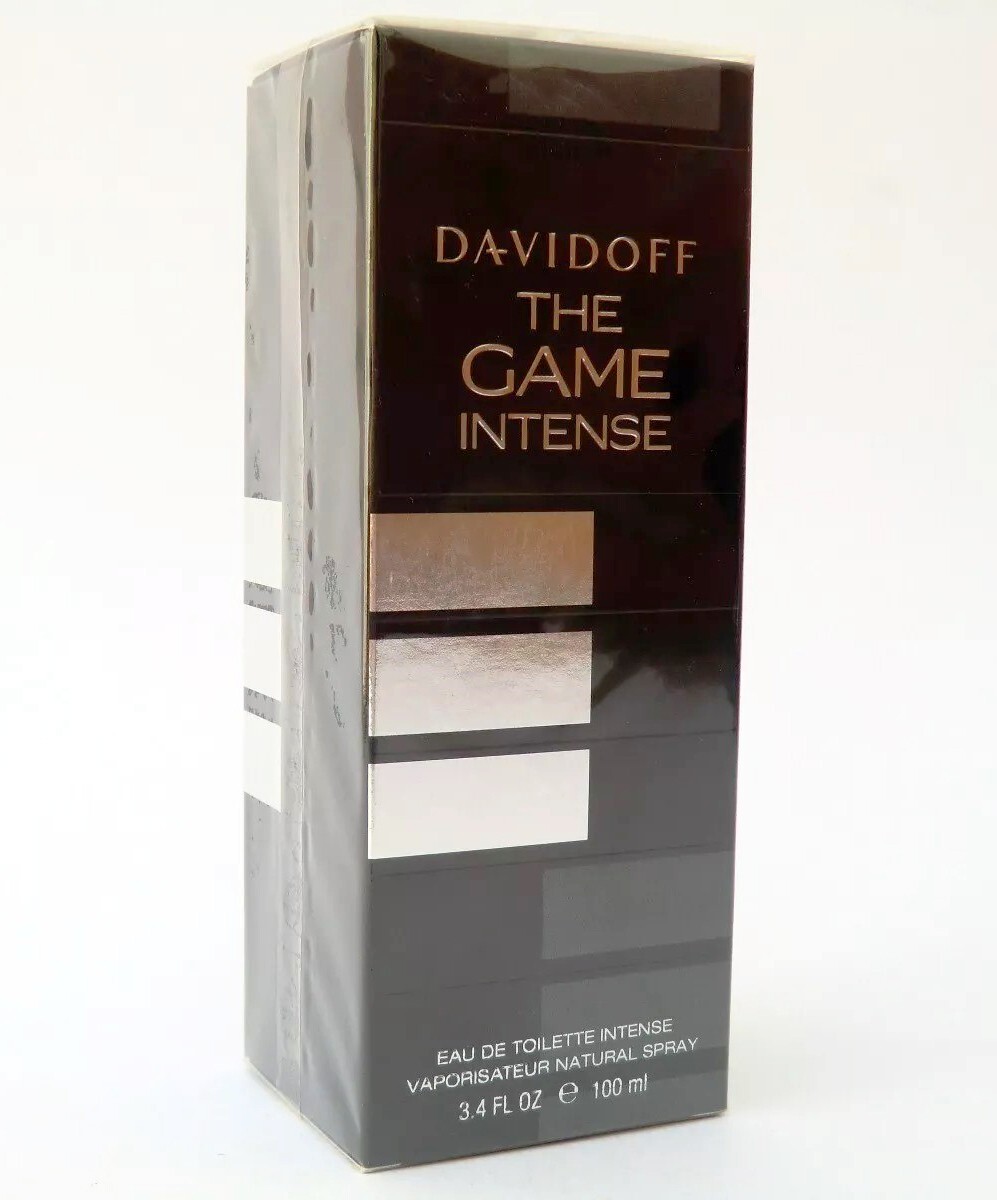 DAVIDOFF
THE
GAME
INTENSE
EAU DE TOILETTE INTENSE
VAPORISATEUR NATURAL SPRAY
3.4 FL OZ ℮ 100 ml